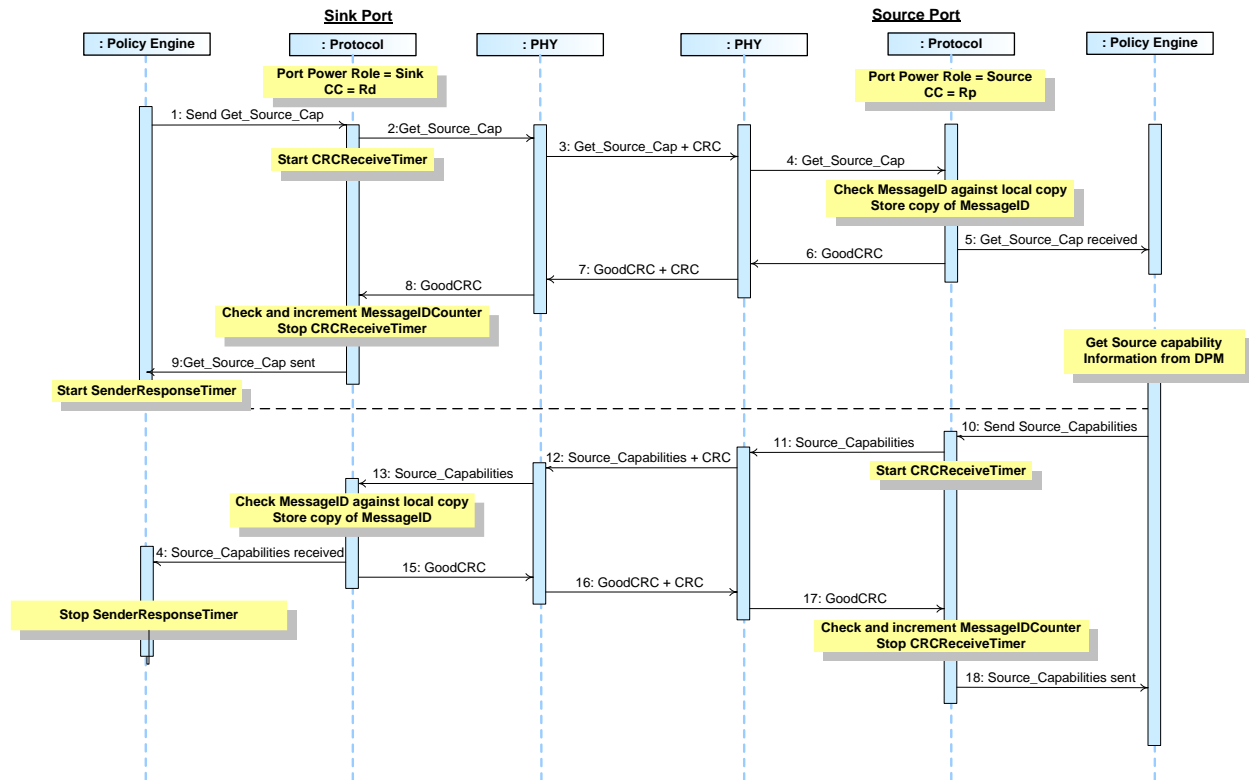 Sink Port
Source Port
: Policy Engine
: Protocol
: PHY
: PHY
: Protocol
: Policy Engine
Port Power Role = Sink
CC = Rd
Port Power Role = Source
CC = Rp
1: Send Get_Source_Cap
2:Get_Source_Cap
Start CRCReceiveTimer
3: Get_Source_Cap + CRC
4: Get_Source_Cap
Check MessageID against local copy
Store copy of MessageID
5: Get_Source_Cap received
6: GoodCRC
7: GoodCRC + CRC
8: GoodCRC
Check and increment MessageIDCounter
Stop CRCReceiveTimer
9:Get_Source_Cap sent
Start SenderResponseTimer
Get Source capability
Information from DPM
10: Send Source_Capabilities
11: Source_Capabilities
Start CRCReceiveTimer
12: Source_Capabilities + CRC
13: Source_Capabilities
Check MessageID against local copy
Store copy of MessageID
4: Source_Capabilities received
15: GoodCRC
16: GoodCRC + CRC
17: GoodCRC
Stop SenderResponseTimer
Check and increment MessageIDCounter
Stop CRCReceiveTimer
18: Source_Capabilities sent